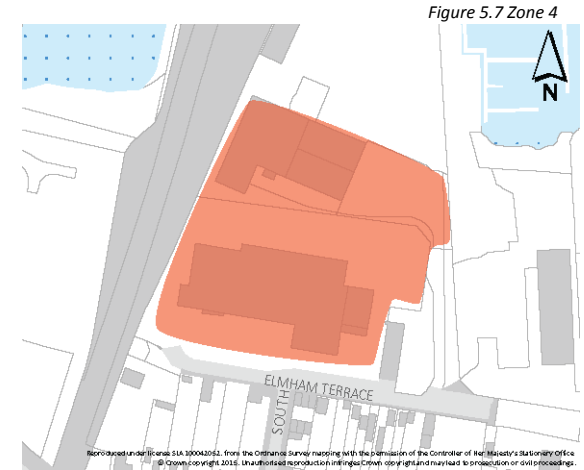 Figure 5.7 Zone 4
N
ELMHAM TERRACE
SOUTH
Reproduced under license SLA 100042052. from the Ordnance Survey mapping with the permission of the Controller of Her Majesty's Stationery Office
© Crown copyright 2016. Unauthorised reproduction infringes Crown copyright and may lead to prosecution or civil proceedings.